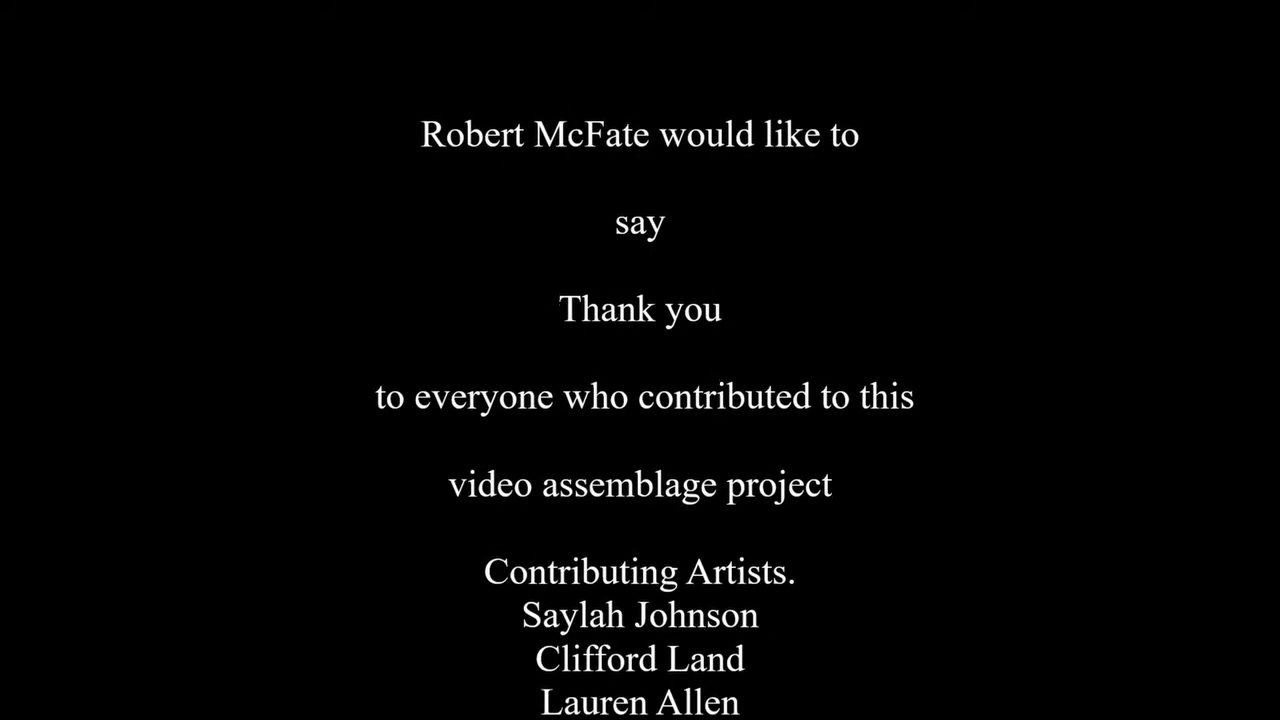 Robert McFate would like to
say
Thank you
to everyone who contributed to this
video assemblage project
Contributing Artists.
Saylah Johnson
Clifford Land
Lauren Allen